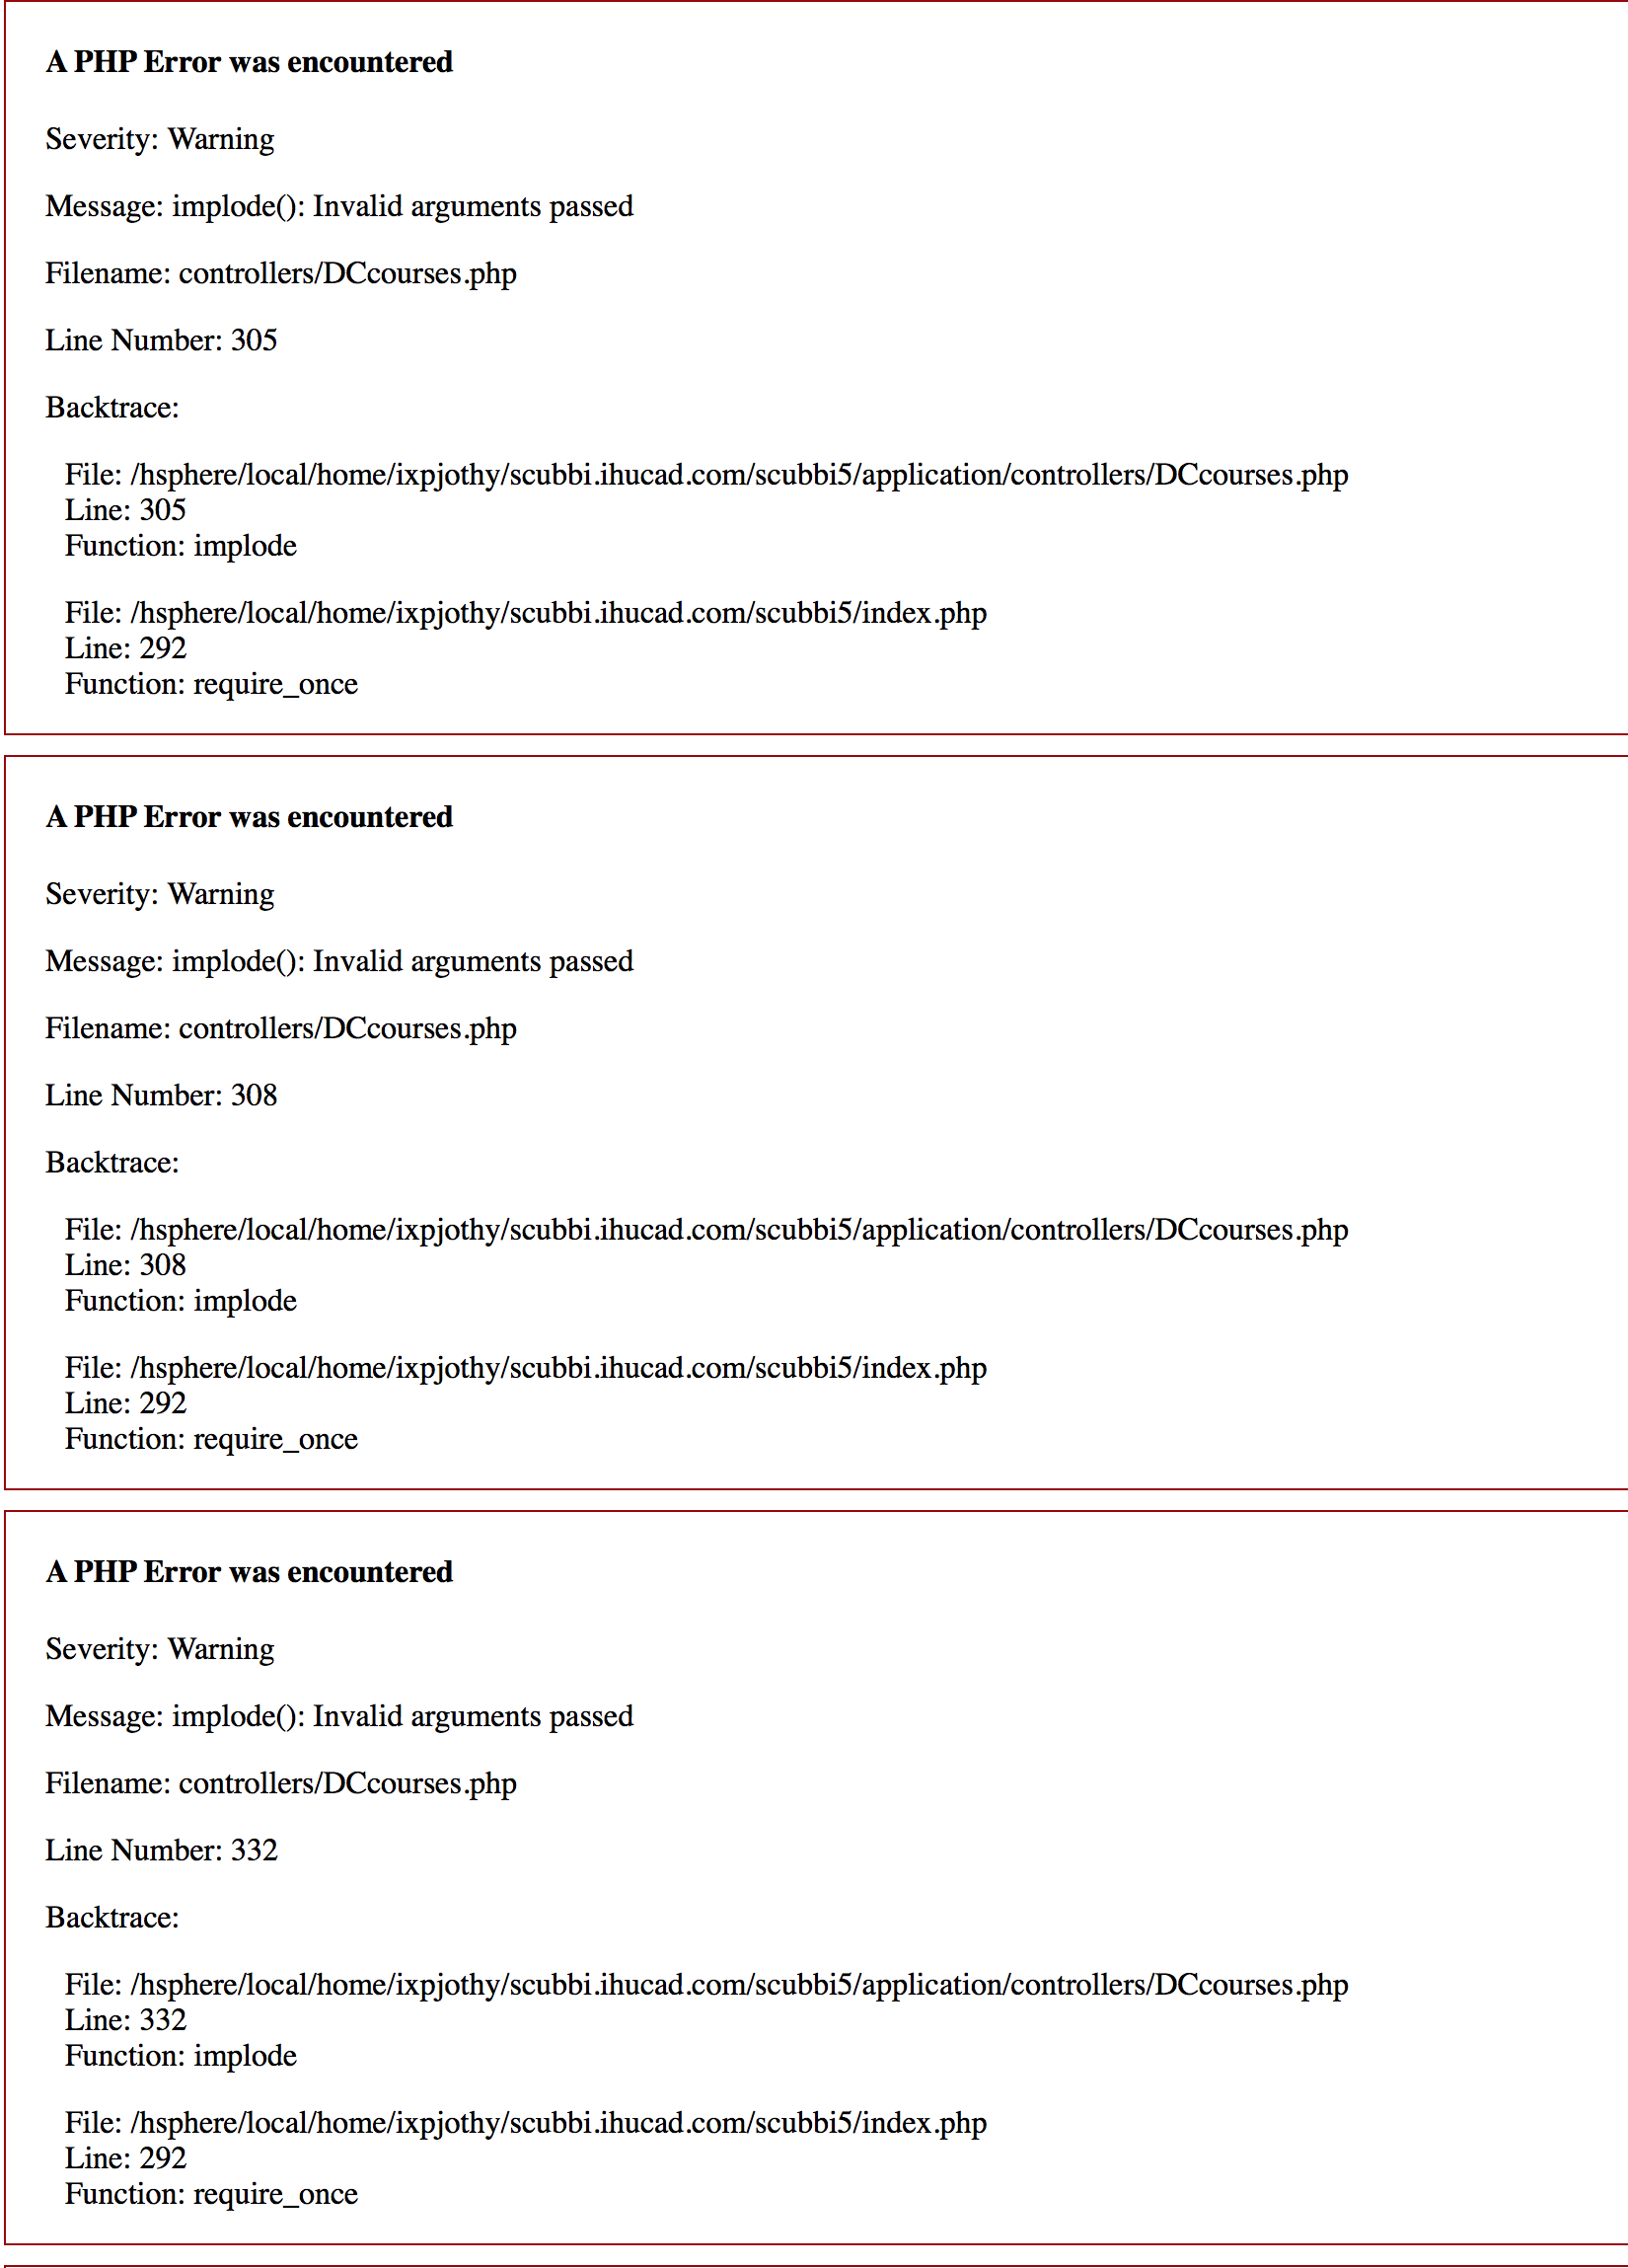 A PHP Error was encountered
Severity: Warning
Message: implode(): Invalid arguments passed
Filename: controllers/DCcourses.php
Line Number: 305
Backtrace:
File: /hsphere/local/home/ixpjothy/scubbi.ihucad.com/scubbi5/application/controllers/DCcourses.php
Line: 305
Function: implode
File: /hsphere/local/home/ixpjothy/scubbi.ihucad.com/scubbi5/index.php
Line: 292
Function: require_once
A PHP Error was encountered
Severity: Warning
Message: implode(): Invalid arguments passed
Filename: controllers/DCcourses.php
Line Number: 308
Backtrace:
File: /hsphere/local/home/ixpjothy/scubbi.ihucad.com/scubbi5/application/controllers/DCcourses.php
Line: 308
Function: implode
File: /hsphere/local/home/ixpjothy/scubbi.ihucad.com/scubbi5/index.php
Line: 292
Function: require_once
A PHP Error was encountered
Severity: Warning
Message: implode(): Invalid arguments passed
Filename: controllers/DCcourses.php
Line Number: 332
Backtrace:
File: /hsphere/local/home/ixpjothy/scubbi.ihucad.com/scubbi5/application/controllers/DCcourses.php
Line: 332
Function: implode
File: /hsphere/local/home/ixpjothy/scubbi.ihucad.com/scubbi5/index.php
Line: 292
Function: require_once